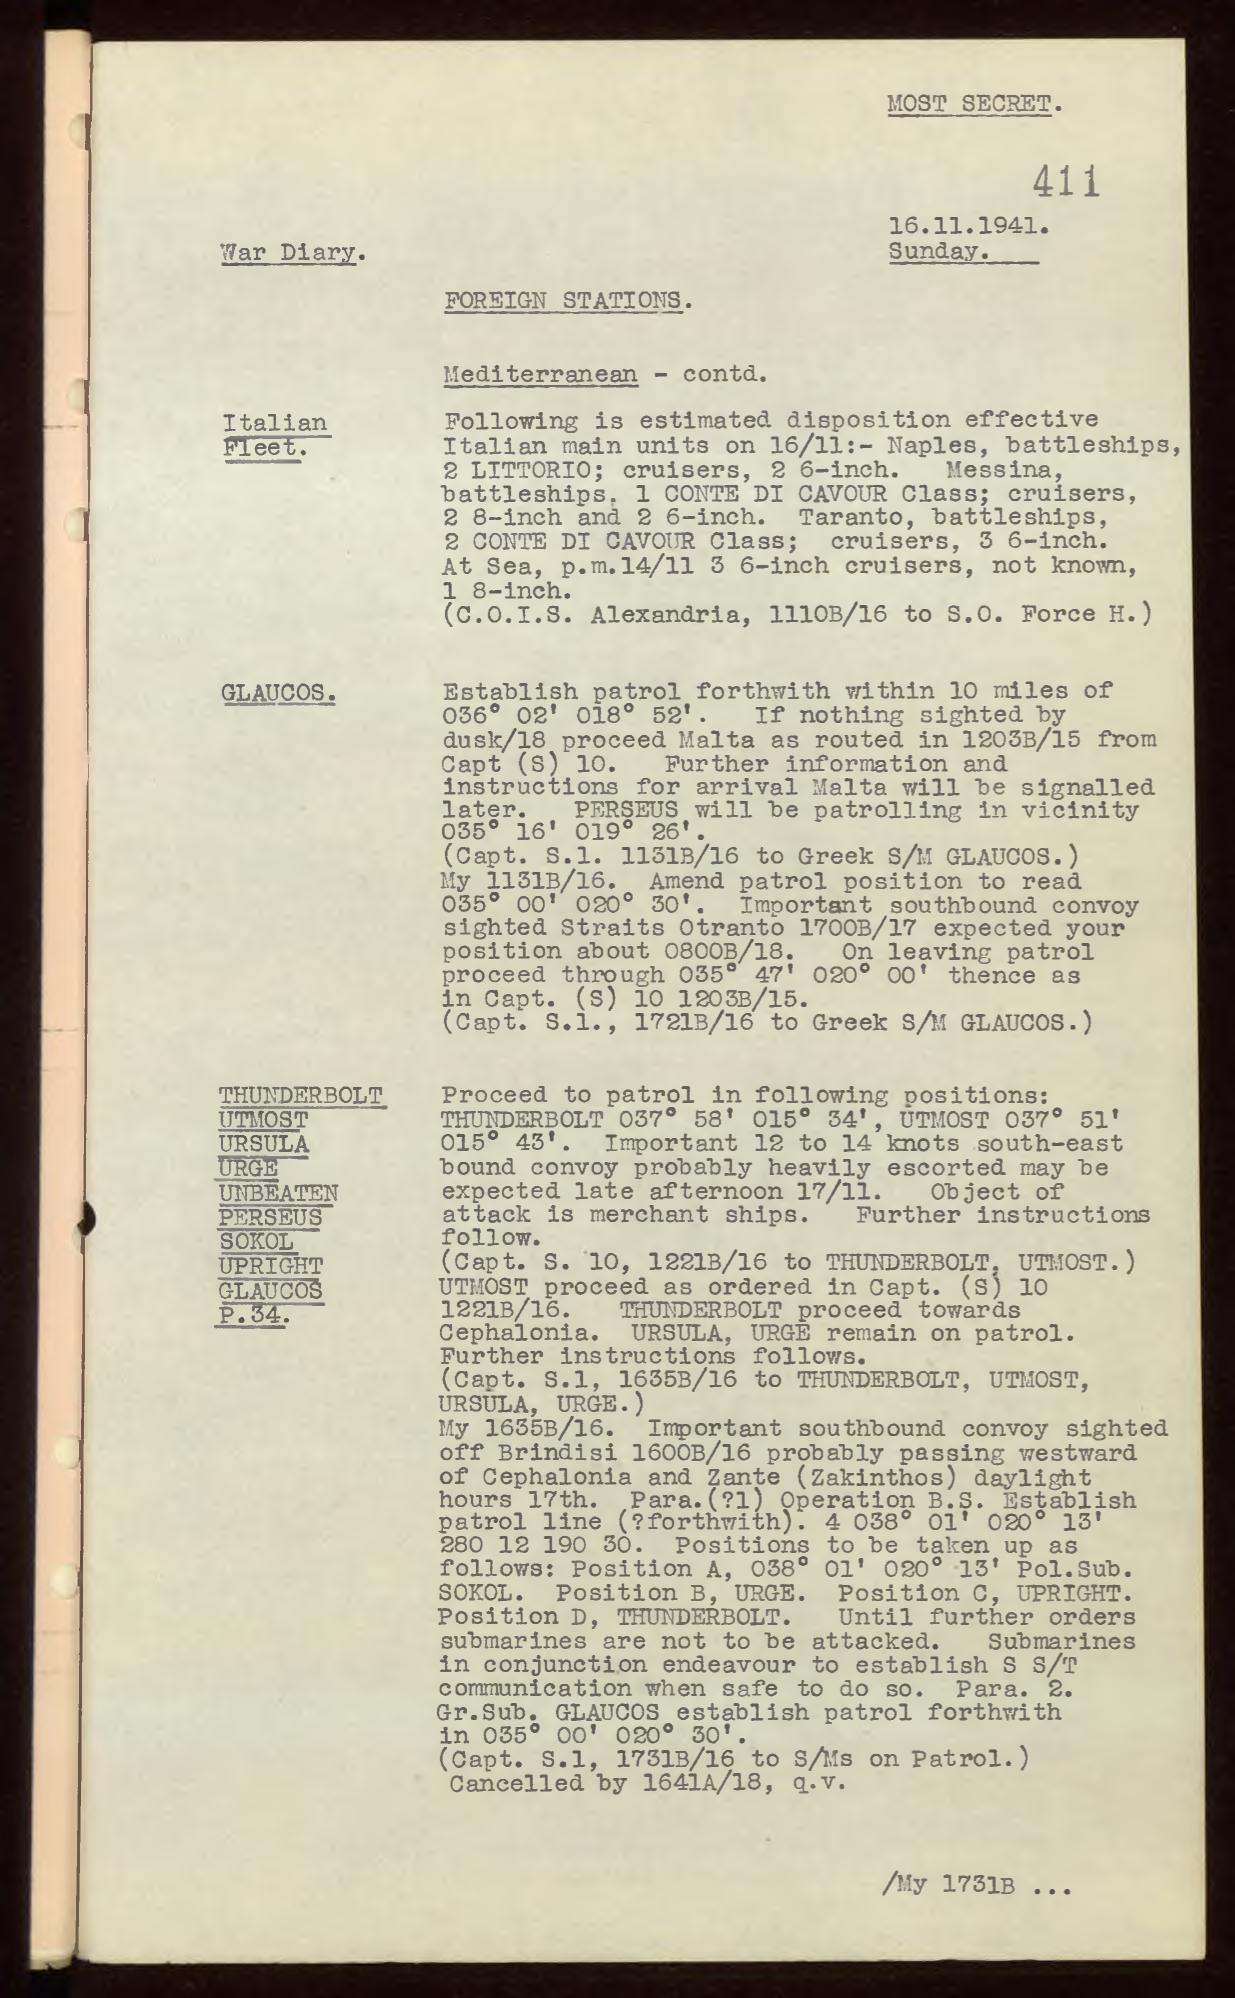 MOST SECRET.
411
16.11.1941.
War Diary.
Sunday.
FOREIGN STATIONS.
Mediterranean - contd.
Italian
Fleet.
Following is estimated disposition effective
Italian main units on 16/11:- Naples, battleships,
2 LITTORIO; cruisers, 2 6-inch. Messina,
battleships. 1 CONTE DI CAVOUR Class; cruisers,
2 8-inch and 2 6-inch. Taranto, battleships,
2 CONTE DI CAVOUR Class; cruisers, 3 6-inch.
At Sea, p.m.14/11 3 6-inch cruisers, not known,
1 8-inch.
(C.O.I.S. Alexandria, 1110B/16 to S.O. Force H.)
GLAUCOS.
Establish patrol forthwith within 10 miles of
036° 02' 018° 52'. If nothing sighted by
dusk/18 proceed Malta as routed in 1203B/15 from
Capt (S) 10. Further information and
instructions for arrival Malta will be signalled
later. PERSEUS will be patrolling in vicinity
035° 16' 019° 26'.
(Capt. S.1. 1131B/16 to Greek S/M GLAUCOS.)
My 1131B/16. Amend patrol position to read
035° 00' 020° 30'. Important southbound convoy
sighted Straits Otranto 1700B/17 expected your
position about 0800B/18. On leaving patrol
proceed through 035° 47' 020° 00' thence as
in Capt. (S) 10 1203B/15.
(Capt. S.1., 1721B/16 to Greek S/M GLAUCOS.)
THUNDERBOLT
UTMOST
URSULA
URGE
UNBEATEN
PERSEUS
SOKOL
UPRIGHT
GLAUCOS
P.34.
Proceed to patrol in following positions:
THUNDERBOLT 037° 58' 015° 34', UTMOST 037° 51'
015° 43'. Important 12 to 14 knots south-east
bound convoy probably heavily escorted may be
expected late afternoon 17/11. Object of
attack is merchant ships. Further instructions
follow.
(Capt. S. 10, 1221B/16 to THUNDERBOLT, UTMOST.)
UTMOST proceed as ordered in Capt. (S) 10
1221B/16. THUNDERBOLT proceed towards
Cephalonia. URSULA, URGE remain on patrol.
Further instructions follows.
(Capt. S.1, 1635B/16 to THUNDERBOLT, UTMOST,
URSULA, URGE.)
My 1635B/16. Important southbound convoy sighted
off Brindisi 1600B/16 probably passing westward
of Cephalonia and Zante (Zakinthos) daylight
hours 17th. Para.(?1) Operation B.S. Establish
patrol line (?forthwith). 4 038° 01' 020° 13'
280 12 190 30. Positions to be taken up as
follows: Position A, 038° 01' 020° 13' Pol.Sub.
SOKOL. Position B, URGE. Position C, UPRIGHT.
Position D, THUNDERBOLT. Until further orders
submarines are not to be attacked. Submarines
in conjunction endeavour to establish S S/T
communication when safe to do so. Para. 2.
Gr.Sub. GLAUCOS establish patrol forthwith
in 035° 00' 020° 30'.
(Capt. S.1, 1731B/16 to S/Ms on Patrol.)
Cancelled by 1641A/18, q.v.
/My 1731B ...